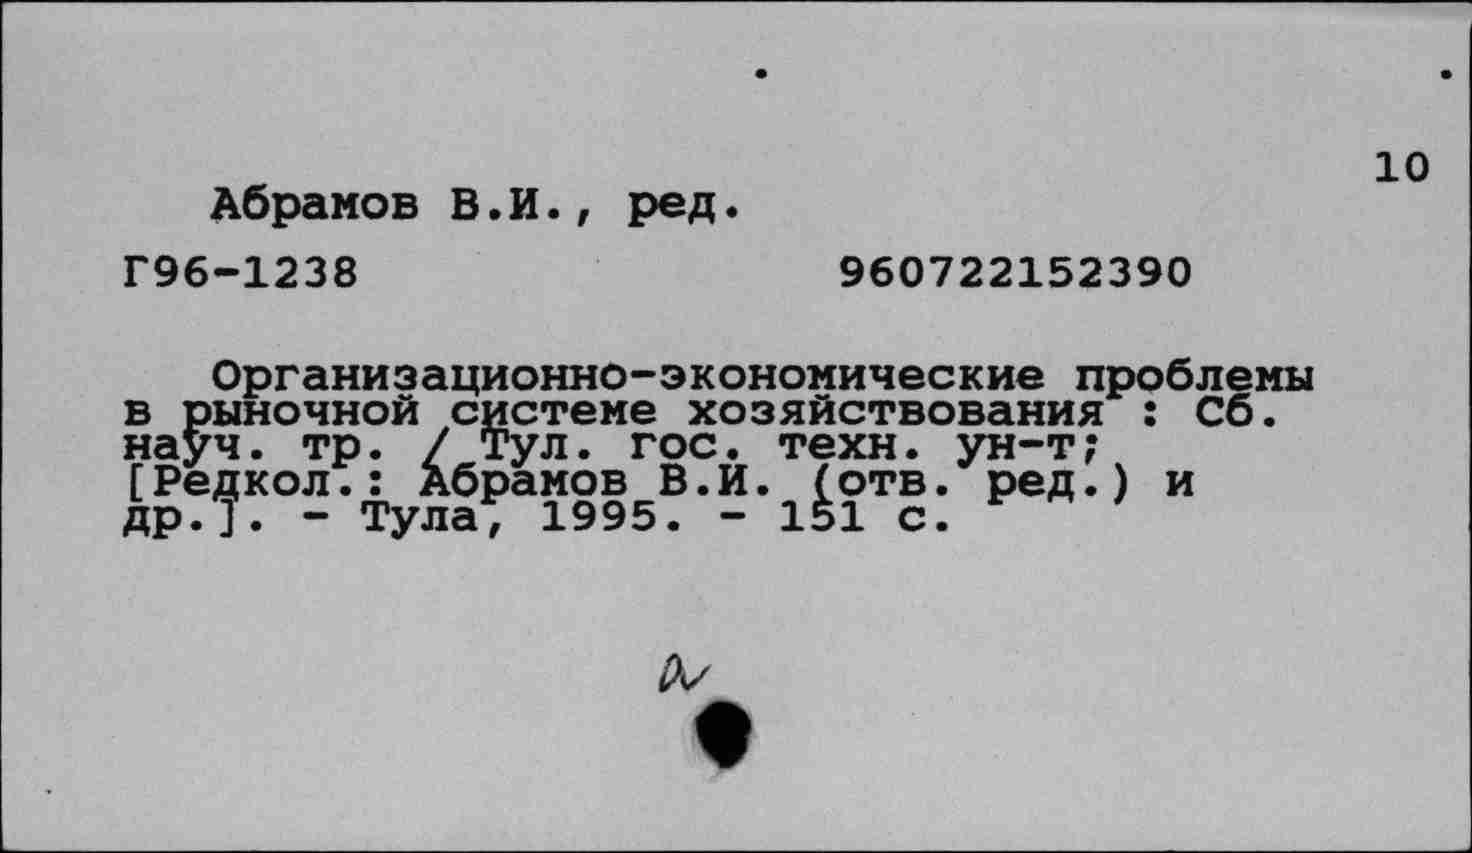 10
Абрамов В.И., ред.
Г96-1238 960722152390
Организационно-экономические проблемы
в рыночной системе хозяйствования : Сб.
науч. тр. / Тул. гос. техн. ун-т;
[Редкол.: Абрамов В.И. (отв. ред.) и
др.]. - Тула, 1995. - 151 с.